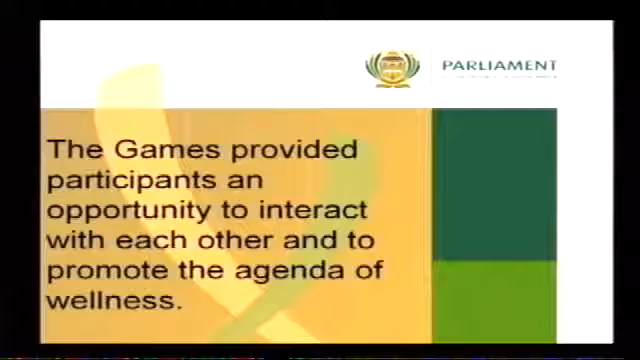 PARLIAMENT
The Games provided
participants an
opportunity to interact
with each other and to
promote the agenda of
wellness.